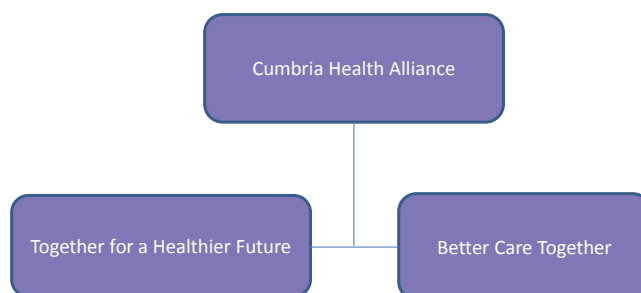 Cumbria Health Alliance
Together for a Healthier Future
Better Care Together